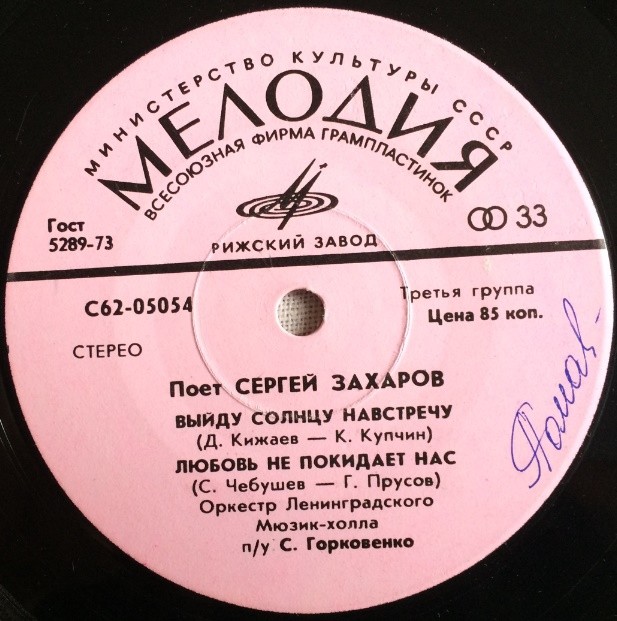 МИНИСТЕРСТВО КУЛЬТУРЫ СССР
МЕЛОДИЯ
ВСЕСОЮЗНАЯ ФИРМА ГРАМПЛАСТИНОК
Гост
5289-73
33
РИЖСКИЙ ЗАВОД
С62-05054
Третья группа
Цена 85 коп.
СТЕРЕО
Поет СЕРГЕЙ ЗАХАРОВ
ВЫЙДУ СОЛНЦУ НАВСТРЕЧУ
(Д. Кижаев — К. Купчин)
ЛЮБОВЬ НЕ ПОКИДАЕТ НАС
(С. Чебушев — Г. Прусов)
Оркестр Ленинградского
Мюзик-холла
п/у С. Горковенко